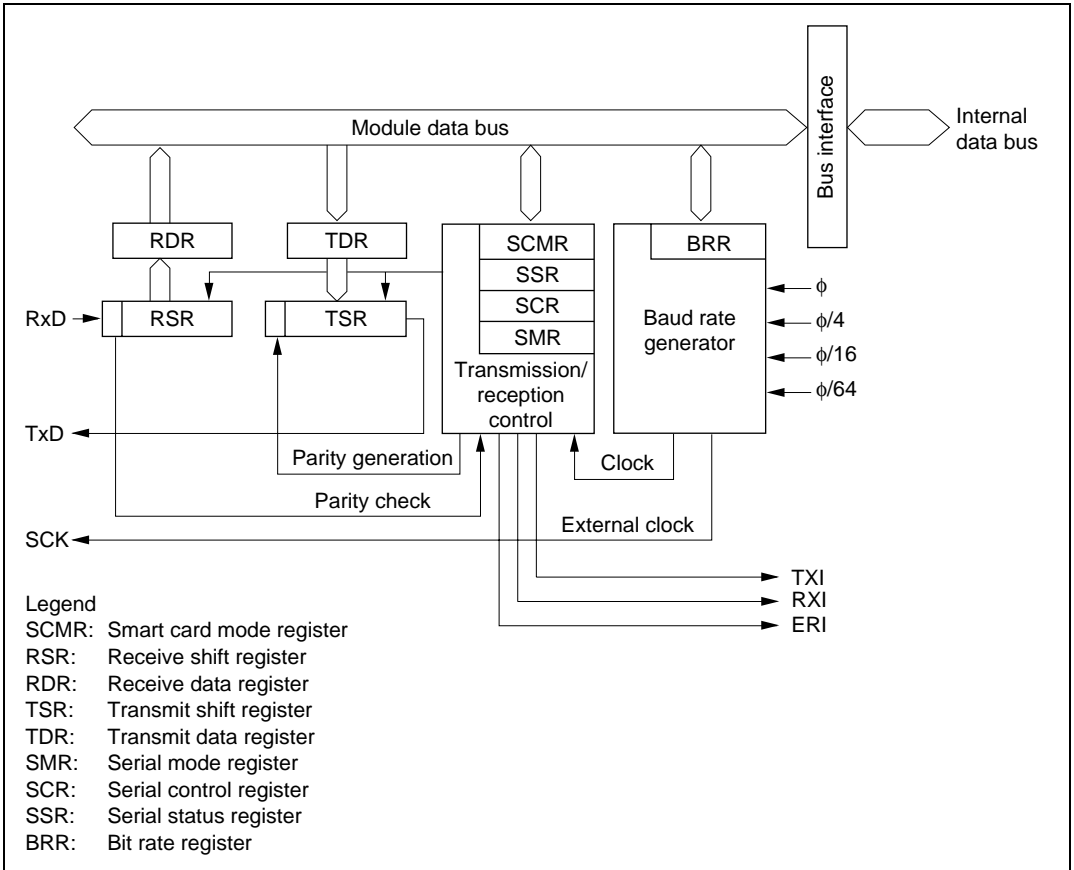 Module data bus
Bus interface
Internal
data bus
RDR
TDR
SCMR
SSR
SCR
SMR
Transmission/
reception
control
BRR
Baud rate
generator
ϕ
ϕ/4
ϕ/16
ϕ/64
RxD
RSR
TSR
TxD
Parity generation
Parity check
Clock
External clock
SCK
TXI
RXI
ERI
Legend
SCMR: Smart card mode register
RSR: Receive shift register
RDR: Receive data register
TSR: Transmit shift register
TDR: Transmit data register
SMR: Serial mode register
SCR: Serial control register
SSR: Serial status register
BRR: Bit rate register